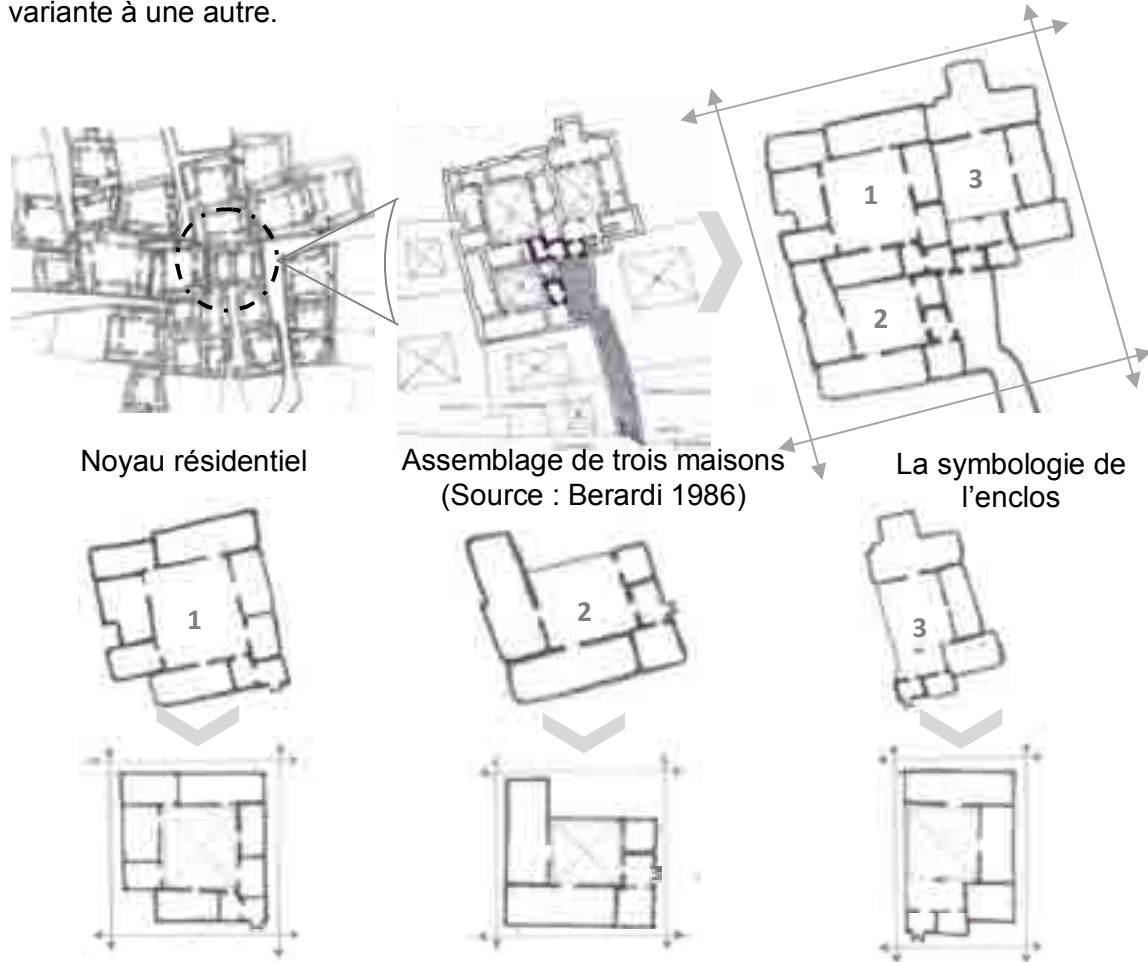 variante à une autre.
1
3
2
Noyau résidentiel
Assemblage de trois maisons
(Source : Berardi 1986)
La symbologie de
l'enclos
1
2
3